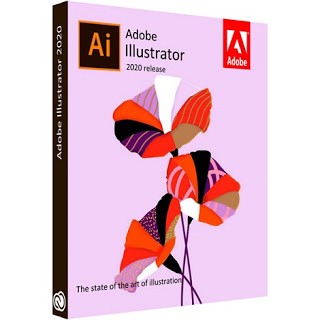 Ai
Adobe
Illustrator
2020 release
Adobe
Adobe Illustrator 2020
The state of the art of illustration